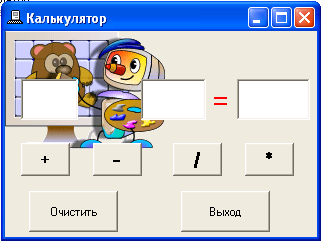 Калькулятор
=
+ - / *
Очистить Выход